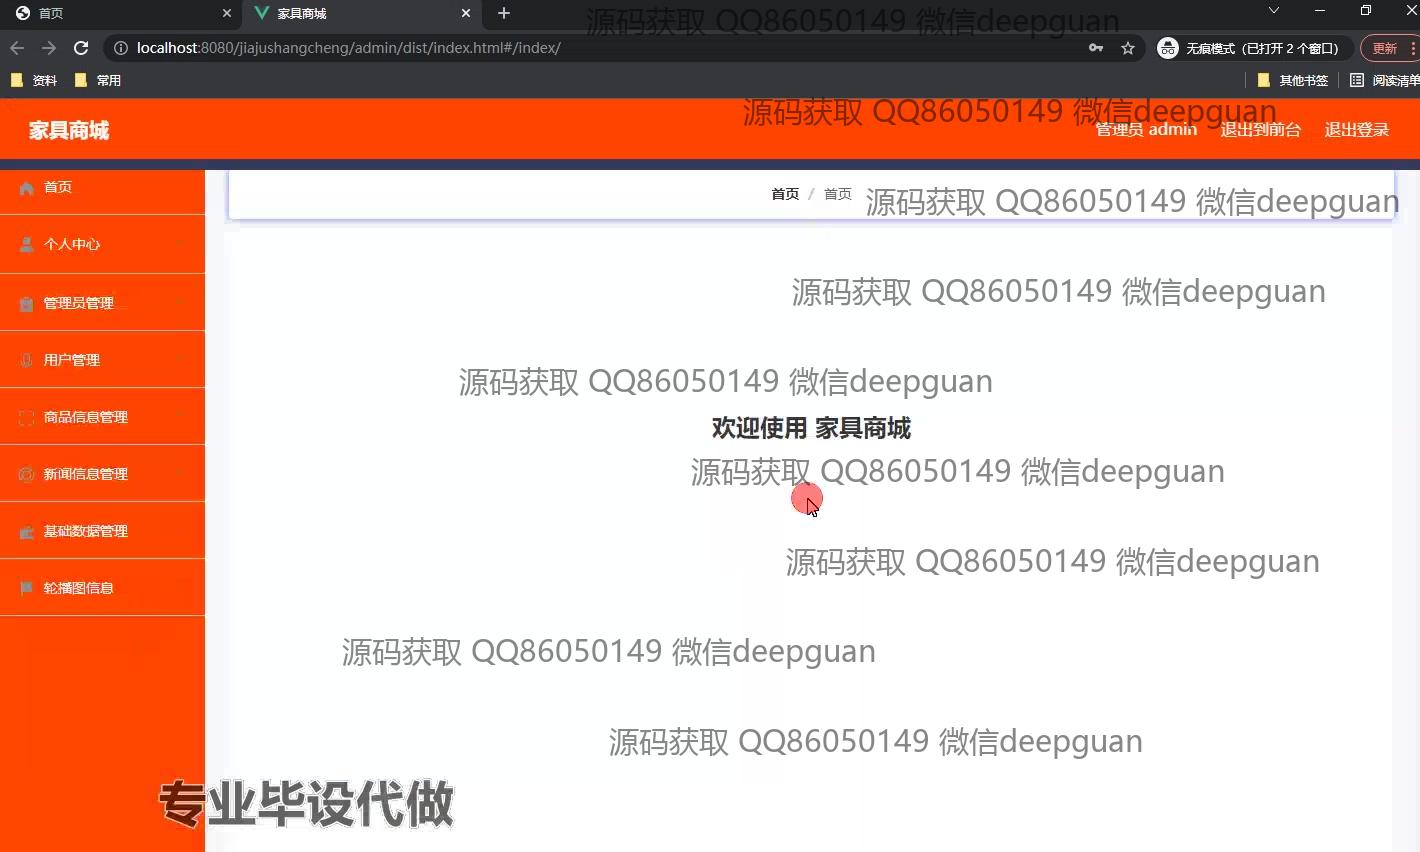 首页
家具商城
源码获取 QQ86050149 微信deepguan
localhost:8080/jiajushangcheng/admin/dist/index.html#/index/
无痕模式（已打开 2 个窗口）
更新
资料
常用
其他书签
阅读清单
家具商城
源码获取 QQ86050149 微信deepguan
管理员 admin
退出到前台
退出登录
首页
首页 / 首页
源码获取 QQ86050149 微信deepguan
个人中心
源码获取 QQ86050149 微信deepguan
管理员管理
用户管理
源码获取 QQ86050149 微信deepguan
商品信息管理
欢迎使用 家具商城
新闻信息管理
源码获取 QQ86050149 微信deepguan
基础数据管理
源码获取 QQ86050149 微信deepguan
轮播图信息
源码获取 QQ86050149 微信deepguan
源码获取 QQ86050149 微信deepguan
专业毕设代做